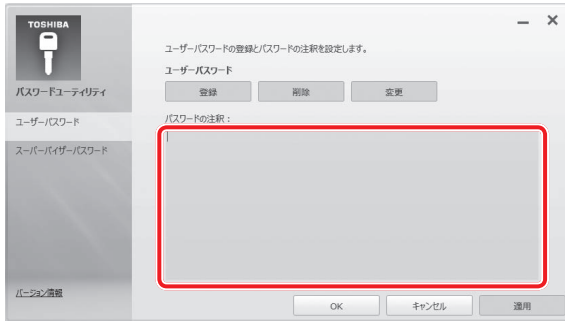 TOSHIBA
パスワードユーティリティ
ユーザーパスワード
スーパーバイザーパスワード
バージョン情報
ユーザーパスワードの登録とパスワードの注釈を設定します。
ユーザーパスワード
登録 削除 変更
パスワードの注釈：
OK キャンセル 適用